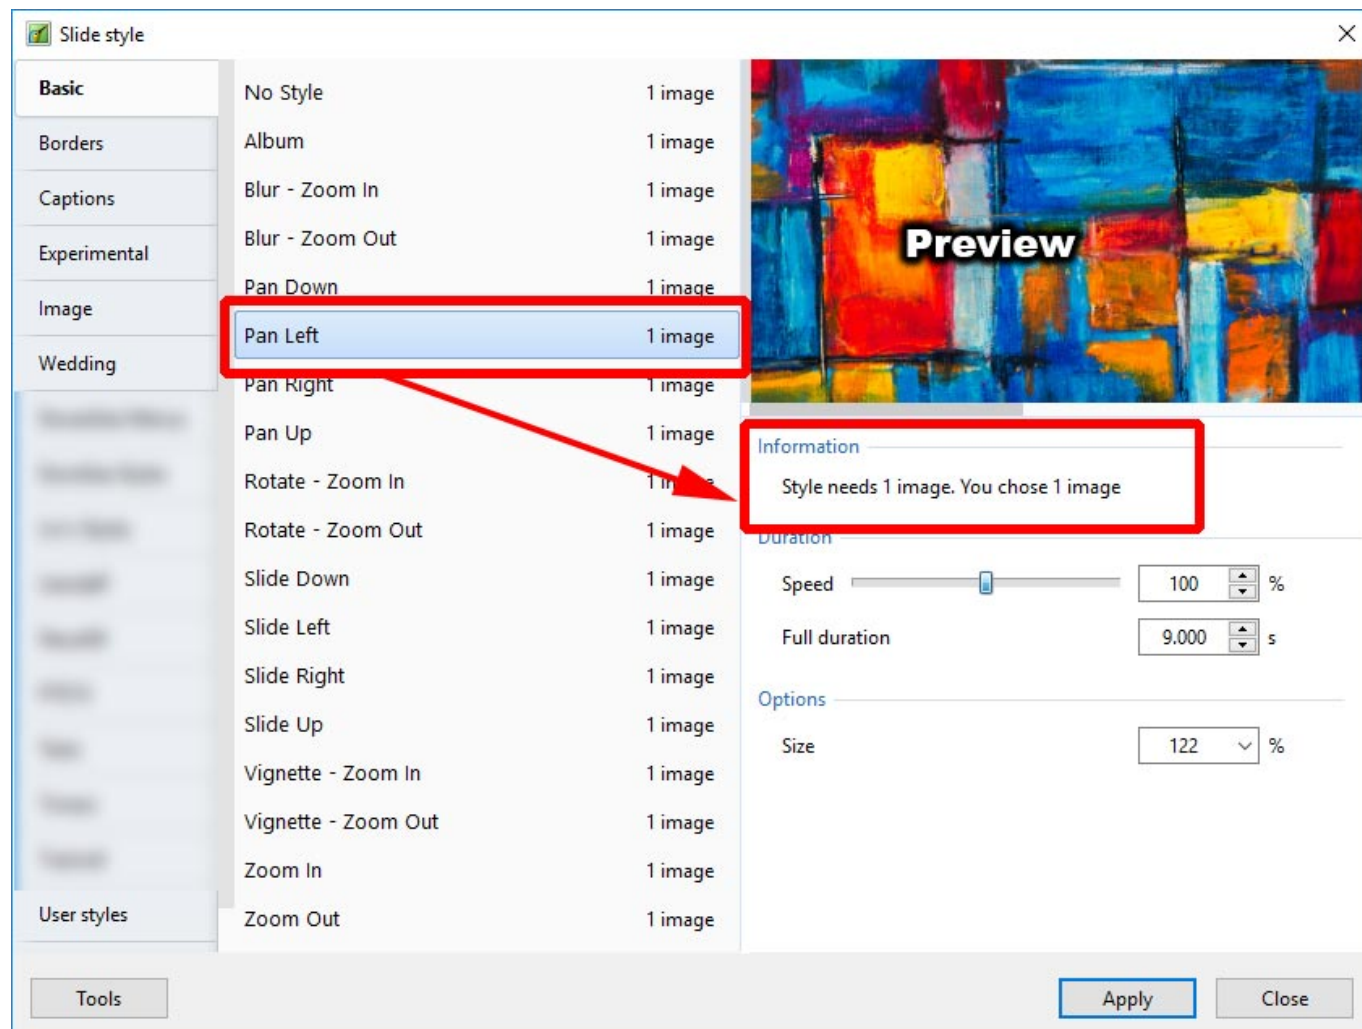 Slide style
Basic
Borders
Captions
Experimental
Image
Wedding
User styles
No Style 1 image
Album 1 image
Blur - Zoom In 1 image
Blur - Zoom Out 1 image
Pan Down 1 image
Pan Left 1 image
Pan Right 1 image
Pan Up 1 image
Rotate - Zoom In 1 image
Rotate - Zoom Out 1 image
Slide Down 1 image
Slide Left 1 image
Slide Right 1 image
Slide Up 1 image
Vignette - Zoom In 1 image
Vignette - Zoom Out 1 image
Zoom In 1 image
Zoom Out 1 image
Preview
Information
Style needs 1 image. You chose 1 image
Duration
Speed 100 %
Full duration 9.000 s
Options
Size 122 %
Tools
Apply
Close